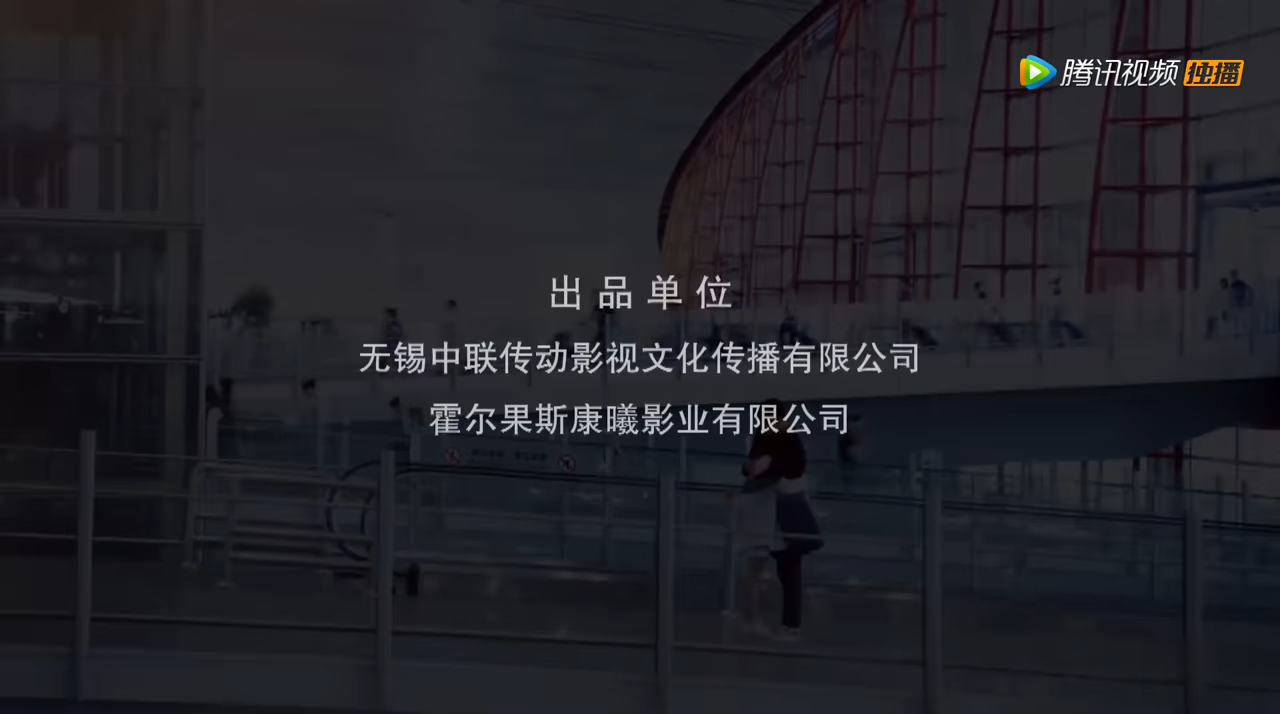 腾讯视频 独播
出品单位
无锡中联传动影视文化传播有限公司
霍尔果斯康曦影业有限公司